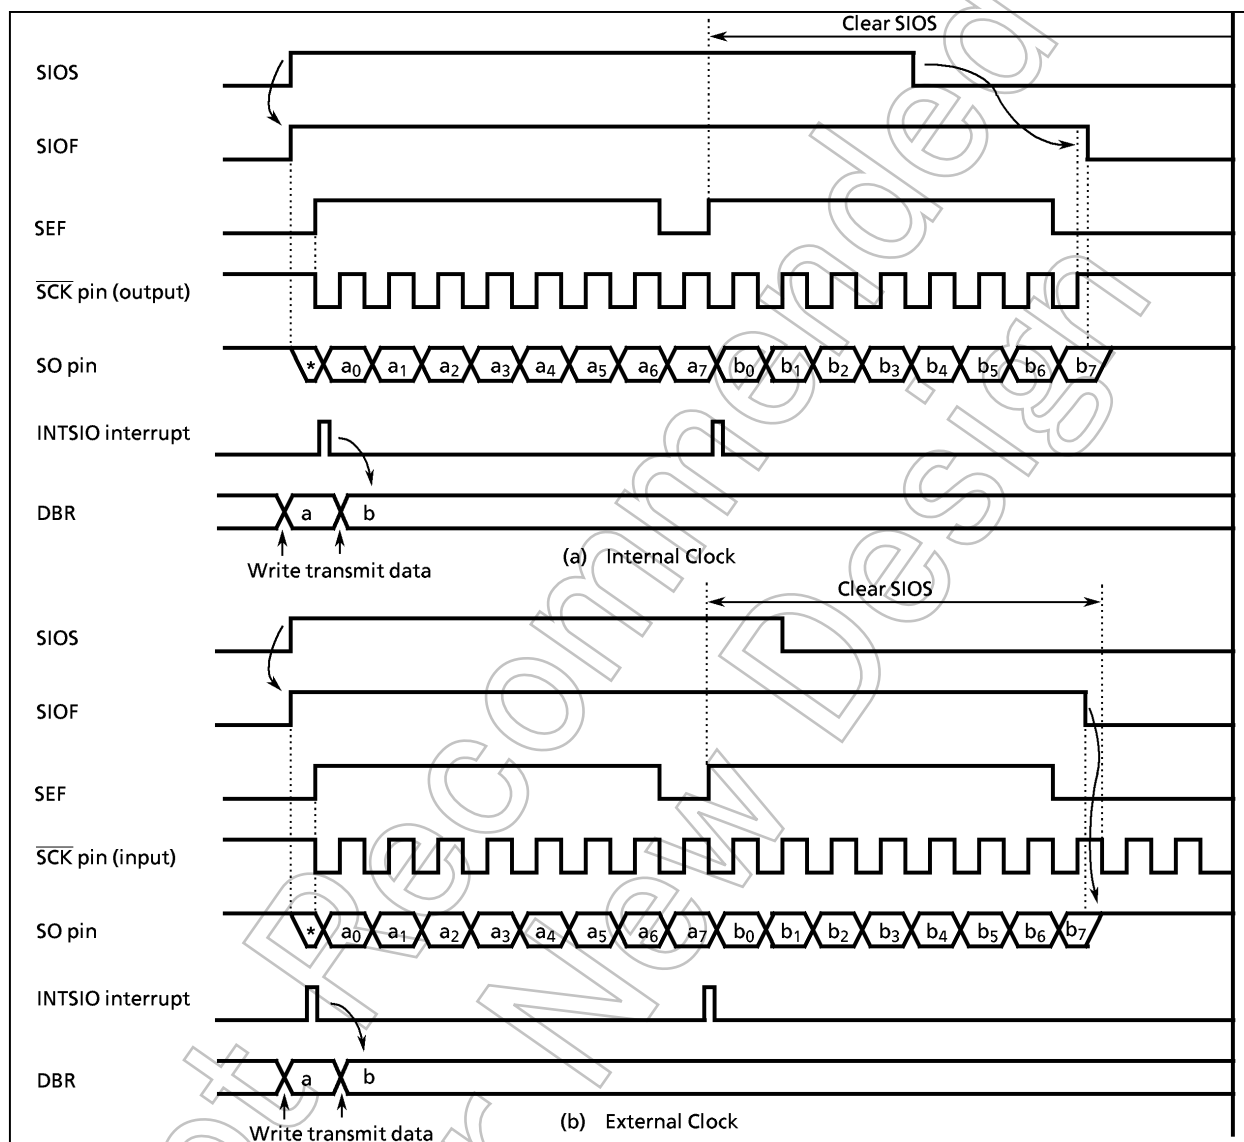 Clear SIOS
SIOS
SIOF
SEF
SCK pin (output)
SO pin
* a0 a1 a2 a3 a4 a5 a6 a7 b0 b1 b2 b3 b4 b5 b6 b7
INTSIO interrupt
DBR
a b
(a) Internal Clock
Write transmit data
Clear SIOS
SIOS
SIOF
SEF
SCK pin (input)
SO pin
* a0 a1 a2 a3 a4 a5 a6 a7 b0 b1 b2 b3 b4 b5 b6 b7
INTSIO interrupt
DBR
a b
(b) External Clock
Write transmit data
Recommended
New Design